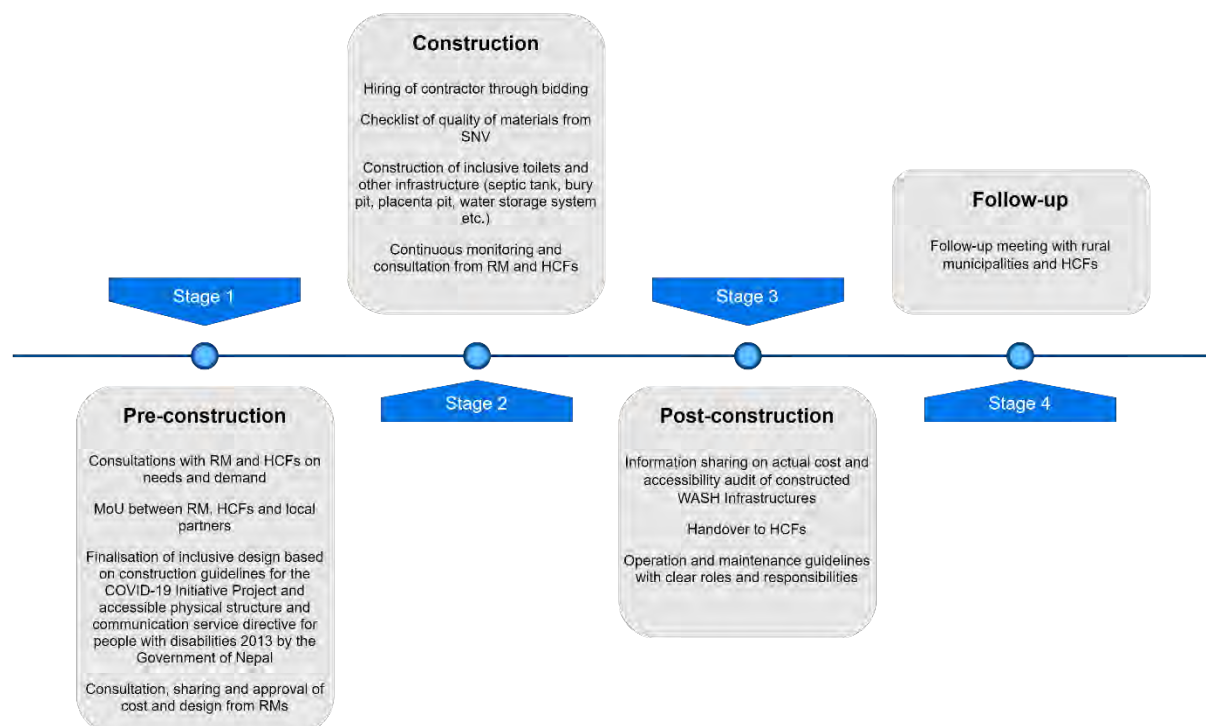 Stage 1
Pre-construction
Consultations with RM and HCFs on
needs and demand
MoU between RM, HCFs and local
partners
Finalisation of inclusive design based
on construction guidelines for the
COVID-19 Initiative Project and
accessible physical structure and
communication service directive for
people with disabilities 2013 by the
Government of Nepal
Consultation, sharing and approval of
cost and design from RMs
Construction
Hiring of contractor through bidding
Checklist of quality of materials from
SNV
Construction of inclusive toilets and
other infrastructure (septic tank, bury
pit, placenta pit, water storage system
etc.)
Continuous monitoring and
consultation from RM and HCFs
Stage 2
Stage 3
Post-construction
Information sharing on actual cost and
accessibility audit of constructed
WASH Infrastructures
Handover to HCFs
Operation and maintenance guidelines
with clear roles and responsibilities
Follow-up
Follow-up meeting with rural
municipalities and HCFs
Stage 4